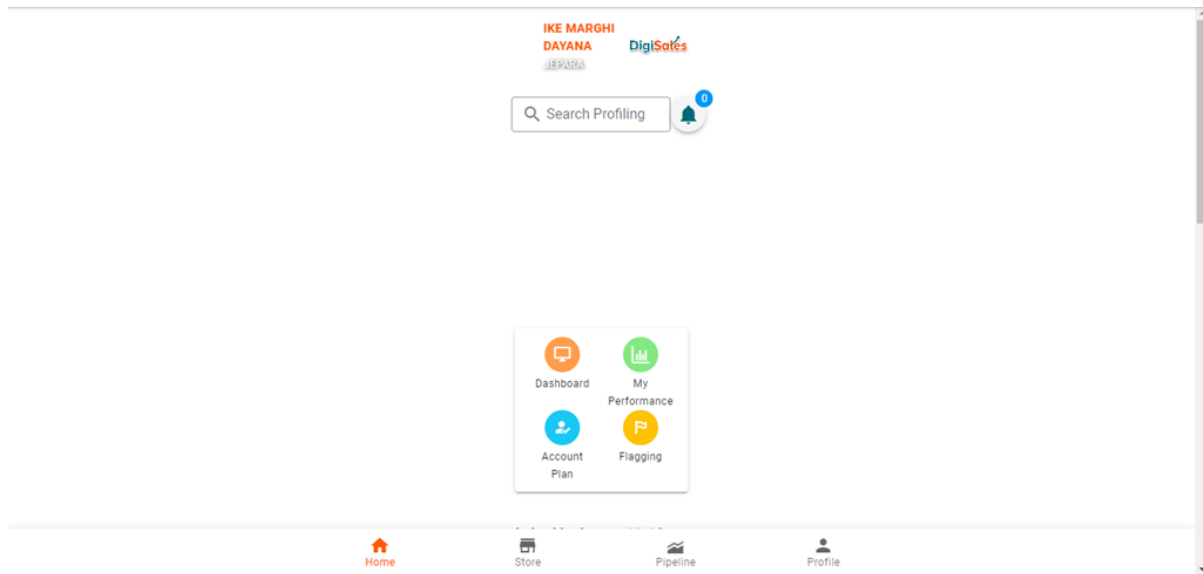 IKE MARGHI
DAYANA
JEPARA
DigiSales
Search Profiling
0
Dashboard
My
Performance
Account
Plan
Flagging
Home
Store
Pipeline
Profile